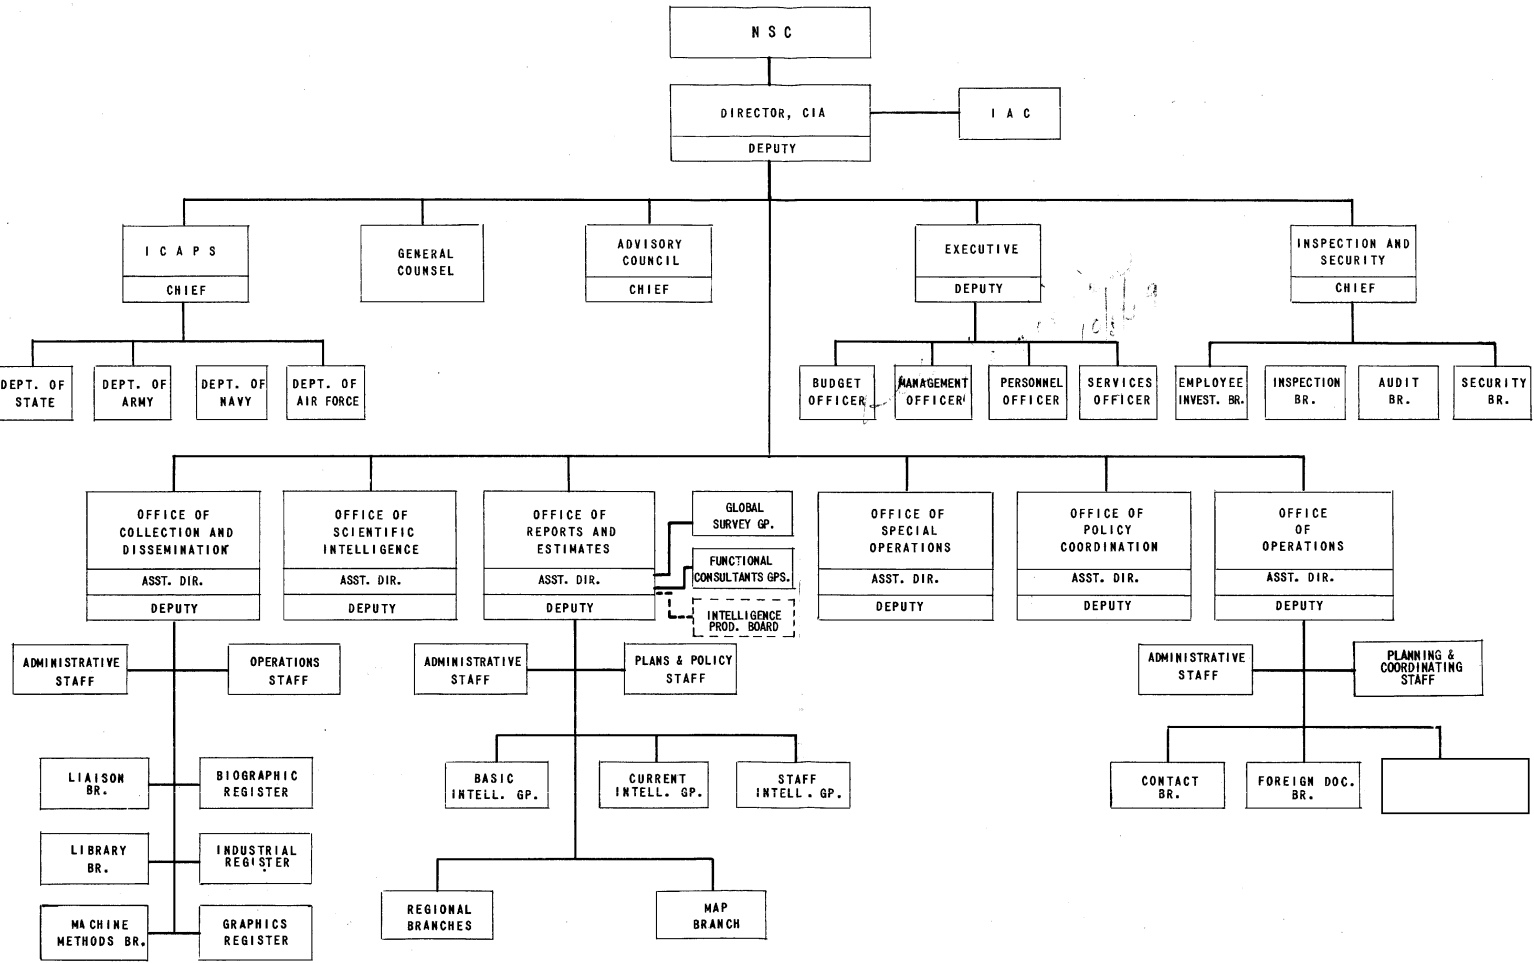 N S C
DIRECTOR, CIA
DEPUTY
I A C
I C A P S
CHIEF
GENERAL
COUNSEL
ADVISORY
COUNCIL
CHIEF
EXECUTIVE
DEPUTY
INSPECTION AND
SECURITY
CHIEF
DEPT. OF
STATE
DEPT. OF
ARMY
DEPT. OF
NAVY
DEPT. OF
AIR FORCE
BUDGET
OFFICER
MANAGEMENT
OFFICER
PERSONNEL
OFFICER
SERVICES
OFFICER
EMPLOYEE
INVEST. BR.
INSPECTION
BR.
AUDIT
BR.
SECURITY
BR.
OFFICE OF
COLLECTION AND
DISSEMINATION
ASST. DIR.
DEPUTY
OFFICE OF
SCIENTIFIC
INTELLIGENCE
ASST. DIR.
DEPUTY
OFFICE OF
REPORTS AND
ESTIMATES
ASST. DIR.
DEPUTY
GLOBAL
SURVEY GP.
FUNCTIONAL
CONSULTANTS GPS.
INTELLIGENCE
PROD. BOARD
OFFICE OF
SPECIAL
OPERATIONS
ASST. DIR.
DEPUTY
OFFICE OF
POLICY
COORDINATION
ASST. DIR.
DEPUTY
OFFICE
OF
OPERATIONS
ASST. DIR.
DEPUTY
ADMINISTRATIVE
STAFF
OPERATIONS
STAFF
ADMINISTRATIVE
STAFF
PLANS & POLICY
STAFF
ADMINISTRATIVE
STAFF
PLANNING &
COORDINATING
STAFF
LIAISON
BR.
BIOGRAPHIC
REGISTER
BASIC
INTELL. GP.
CURRENT
INTELL. GP.
STAFF
INTELL. GP.
CONTACT
BR.
FOREIGN DOC.
BR.
LIBRARY
BR.
INDUSTRIAL
REGISTER
MACHINE
METHODS BR.
GRAPHICS
REGISTER
REGIONAL
BRANCHES
MAP
BRANCH